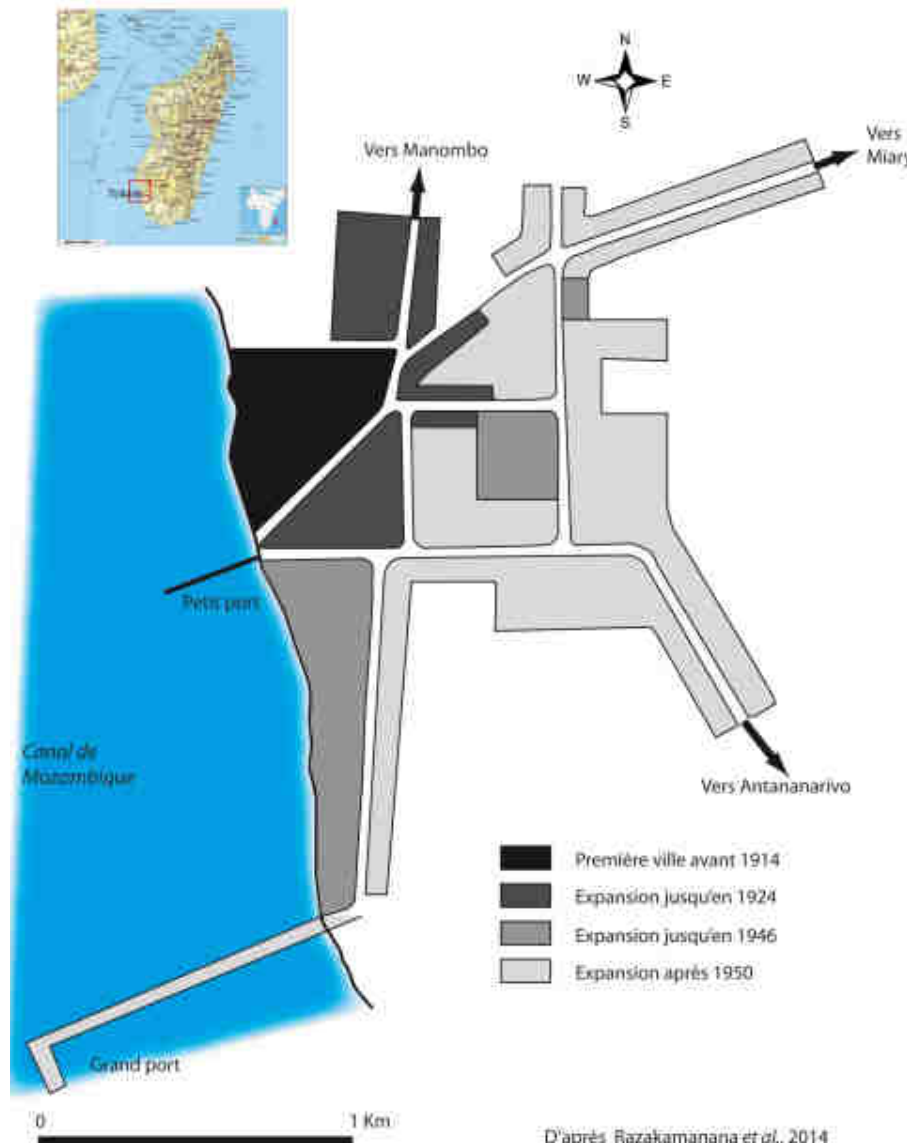 N
W E
S
Vers Manombo
Vers
Miary
Petit port
Canal de
Mozambique
Vers Antananarivo
Première ville avant 1914
Expansion jusqu'en 1924
Expansion jusqu'en 1946
Expansion après 1950
Grand port
0 1 Km
D'après Razakamanana et al., 2014